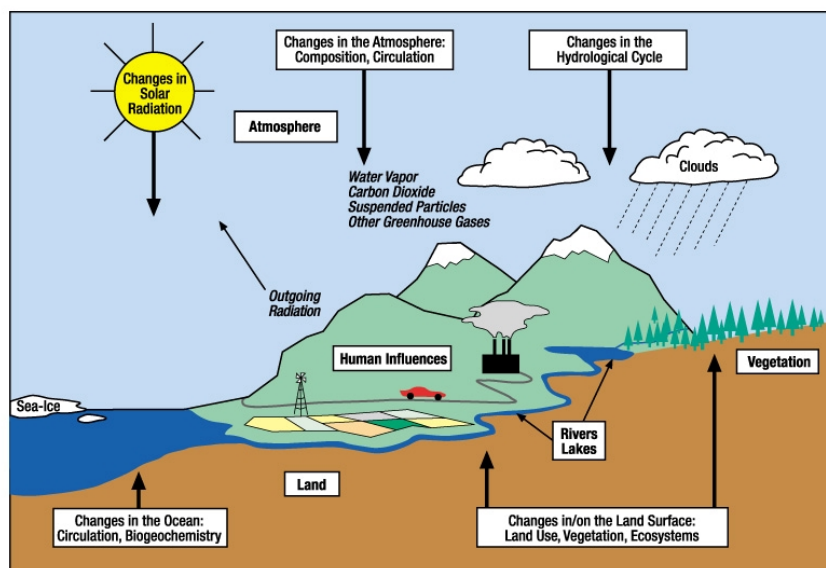 Changes in the Atmosphere:
Composition, Circulation
Changes in the
Hydrological Cycle
Changes in
Solar
Radiation
Atmosphere
Clouds
Water Vapor
Carbon Dioxide
Suspended Particles
Other Greenhouse Gases
Outgoing
Radiation
Human Influences
Vegetation
Sea-Ice
Rivers
Lakes
Land
Changes in the Ocean:
Circulation, Biogeochemistry
Changes in/on the Land Surface:
Land Use, Vegetation, Ecosystems